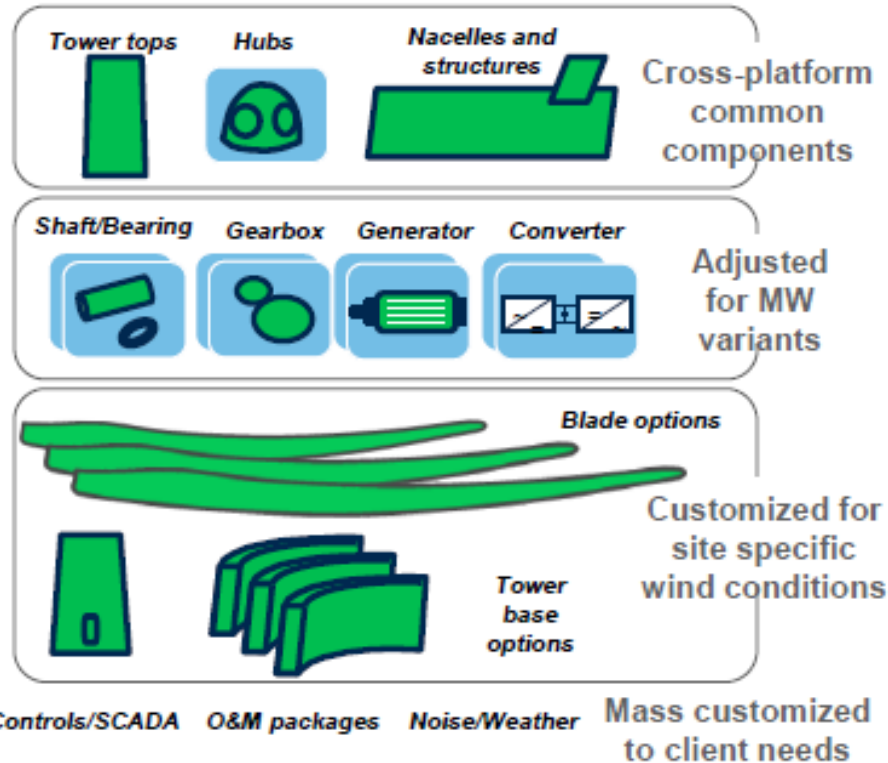 Tower tops
Hubs
Nacelles and
structures
Cross-platform
common
components
Shaft/Bearing
Gearbox
Generator
Converter
Adjusted
for MW
variants
Blade options
Customized for
site specific
wind conditions
Tower
base
options
Controls/SCADA
O&M packages
Noise/Weather
Mass customized
to client needs